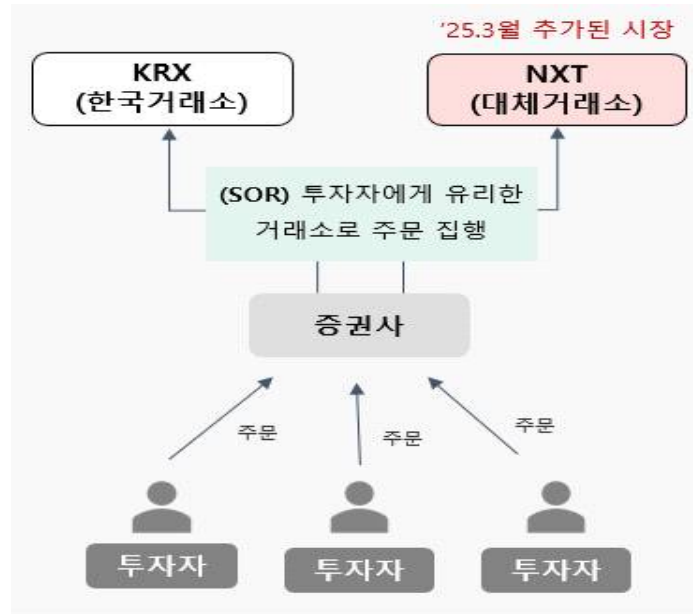 '25.3월 추가된 시장
KRX
(한국거래소)
NXT
(대체거래소)
(SOR) 투자자에게 유리한
거래소로 주문 집행
증권사
주문
주문
주문
투자자
투자자
투자자